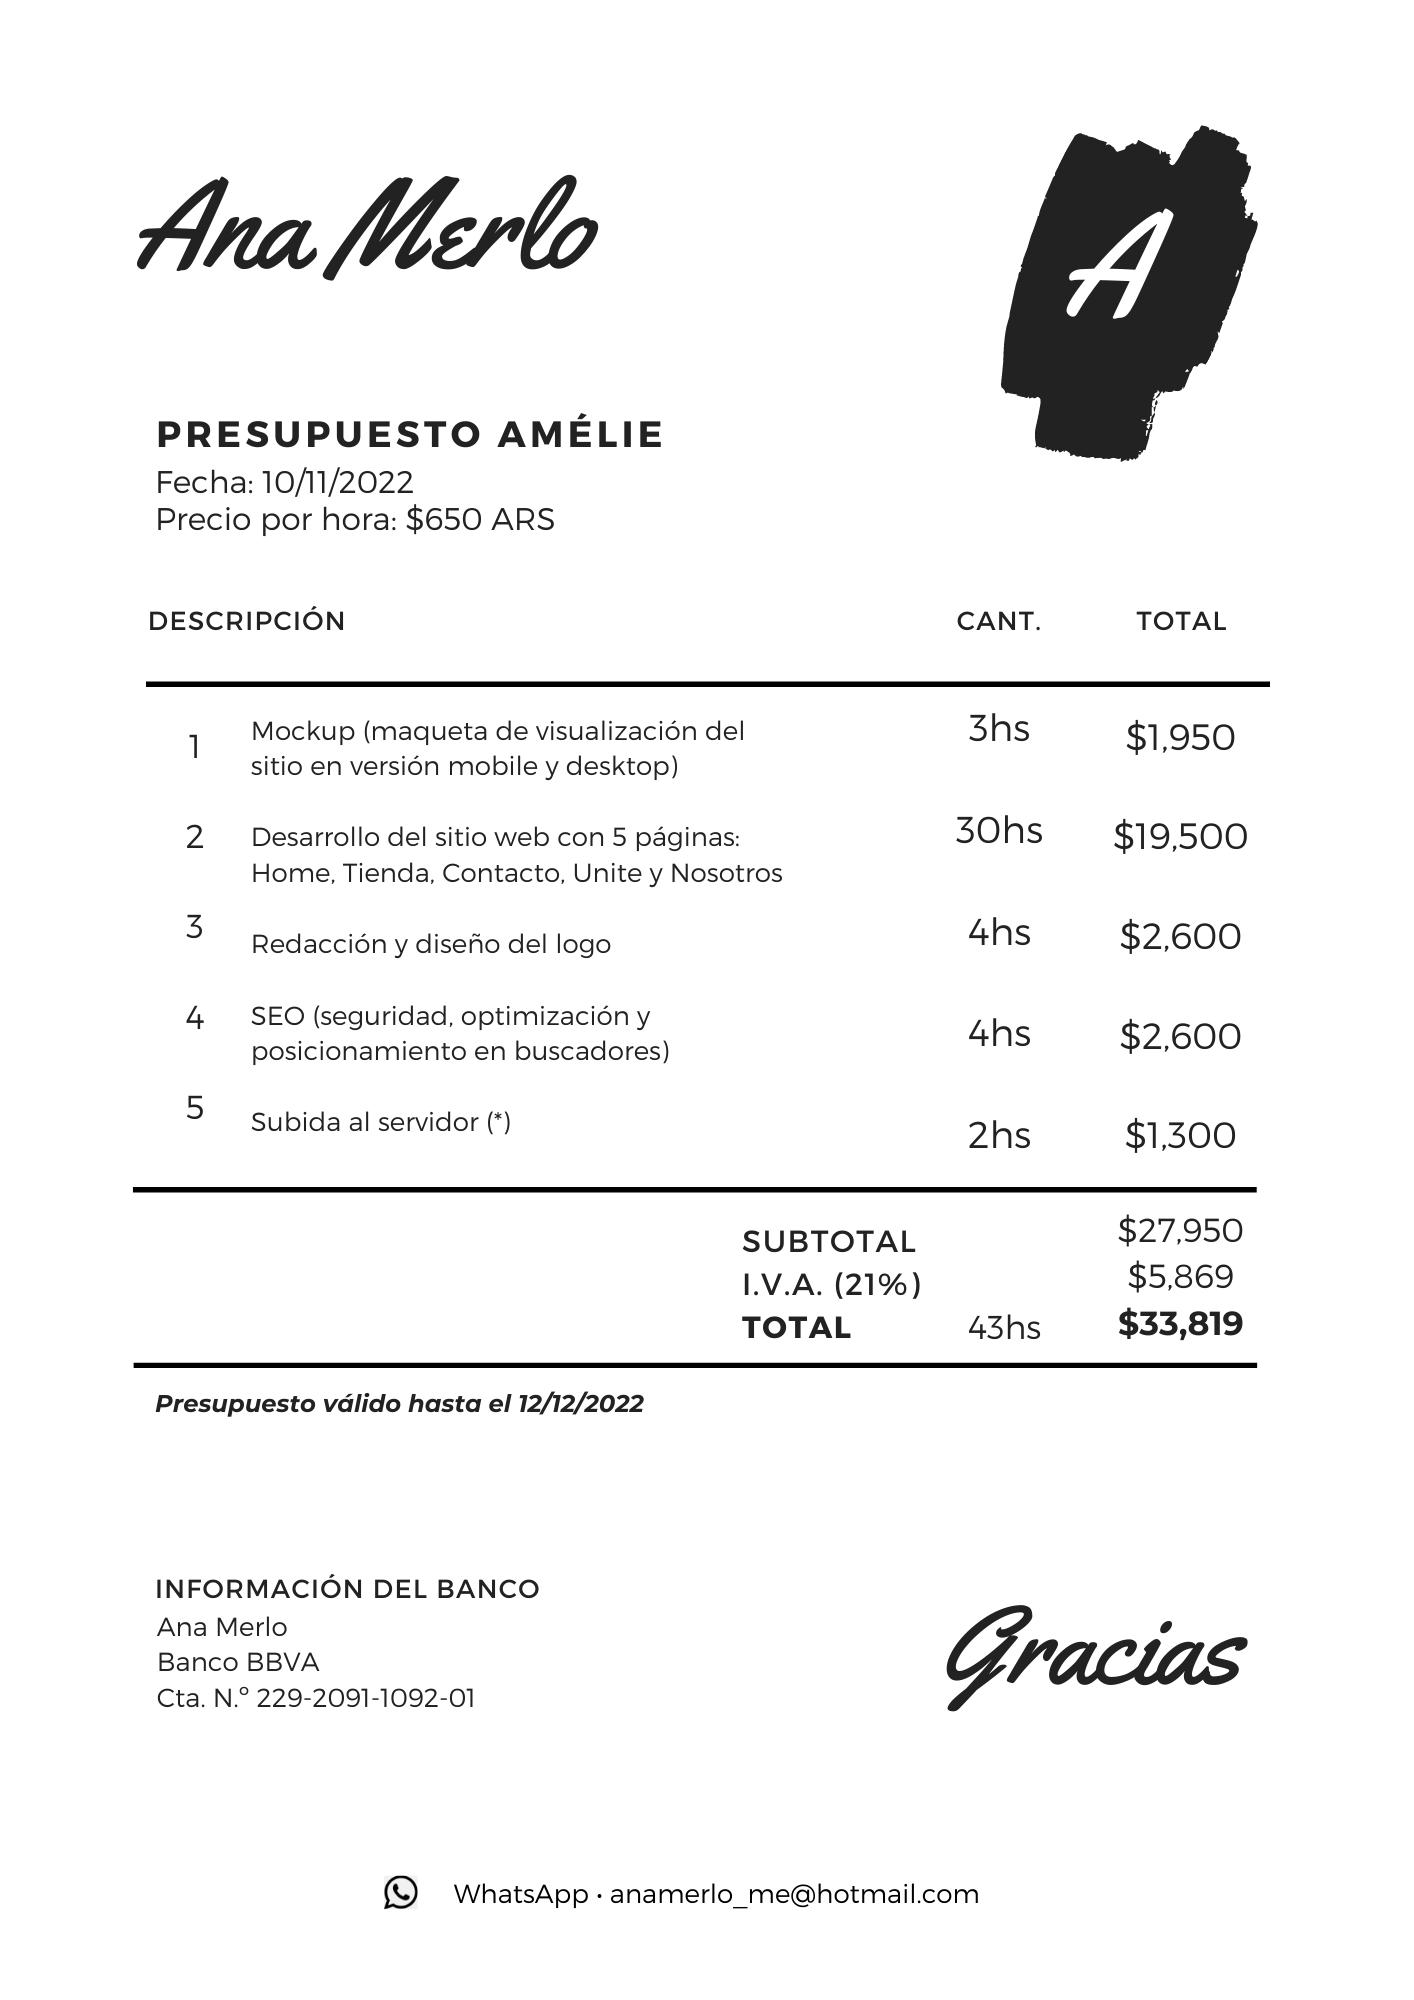 Ana Merlo
A
PRESUPUESTO AMÉLIE
Fecha: 10/11/2022
Precio por hora: $650 ARS
DESCRIPCIÓN CANT. TOTAL
1 Mockup (maqueta de visualización del 3hs $1,950
sitio en versión mobile y desktop)
2 Desarrollo del sitio web con 5 páginas: 30hs $19,500
Home, Tienda, Contacto, Unite y Nosotros
3 Redacción y diseño del logo 4hs $2,600
4 SEO (seguridad, optimización y 4hs $2,600
posicionamiento en buscadores)
5 Subida al servidor (*) 2hs $1,300
SUBTOTAL $27,950
I.V.A. (21%) $5,869
TOTAL 43hs $33,819
Presupuesto válido hasta el 12/12/2022
INFORMACIÓN DEL BANCO
Ana Merlo
Banco BBVA
Cta. N.º 229-2091-1092-01
Gracias
WhatsApp • anamerlo_me@hotmail.com